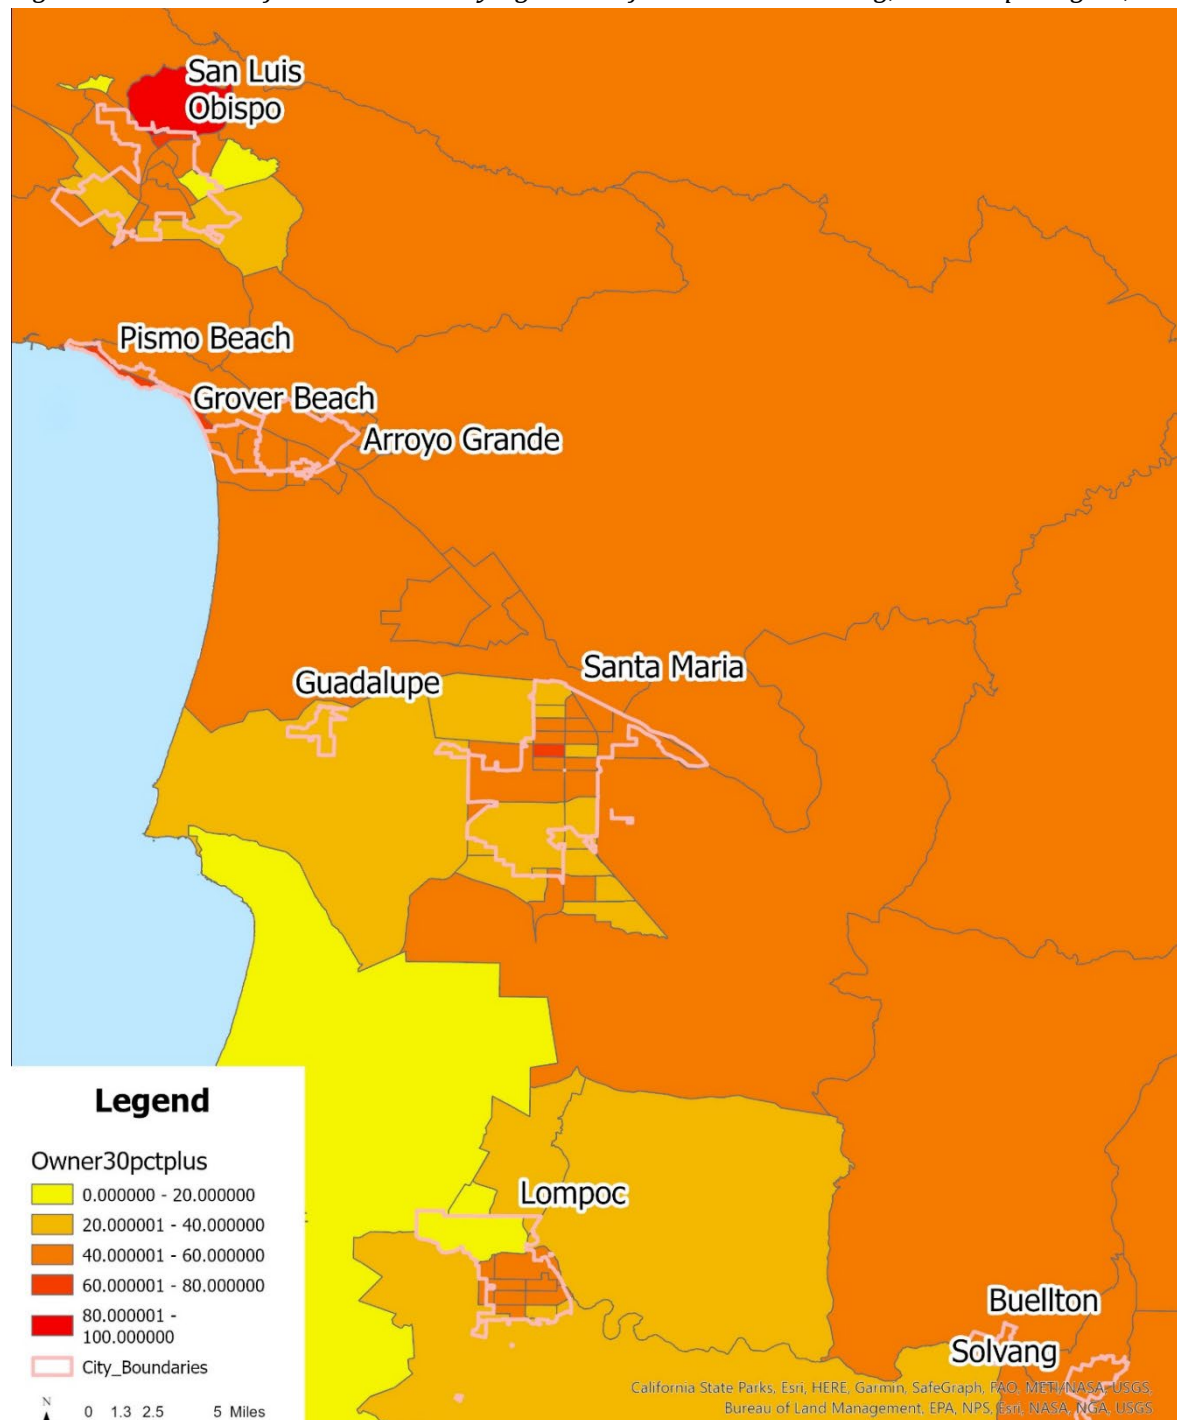 San Luis
Obispo
Pismo Beach
Grover Beach
Arroyo Grande
Santa Maria
Guadalupe
Lompoc
Buellton
Solvang
Legend
Owner30pctplus
0.000000 - 20.000000
20.000001 - 40.000000
40.000001 - 60.000000
60.000001 - 80.000000
80.000001 -
100.000000
City_Boundaries
N
0 1.3 2.5 5 Miles
California State Parks, Esri, HERE, Garmin, SafeGraph, FAO, METI/NASA, USGS,
Bureau of Land Management, EPA, NPS, Esri, NASA, NGA, USGS